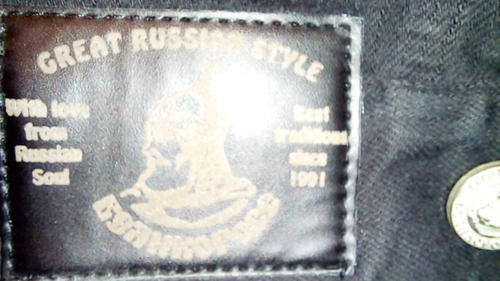 GREAT RUSSIAN STYLE
With love
from
Russian
Soul
Best
Traditions
since
1991